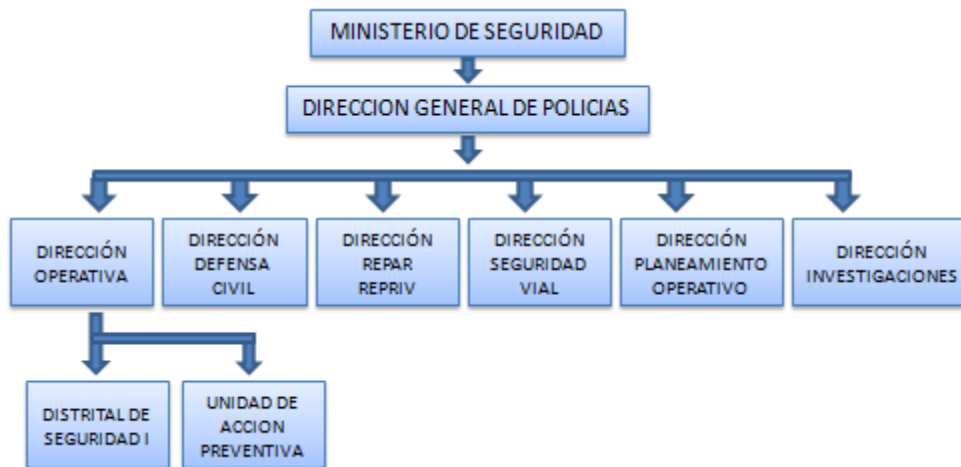 MINISTERIO DE SEGURIDAD
DIRECCION GENERAL DE POLICIAS
DIRECCIÓN
OPERATIVA
DIRECCIÓN
DEFENSA
CIVIL
DIRECCIÓN
REPAR
REPRIV
DIRECCIÓN
SEGURIDAD
VIAL
DIRECCIÓN
PLANEAMIENTO
OPERATIVO
DIRECCIÓN
INVESTIGACIONES
DISTRITAL DE
SEGURIDAD I
UNIDAD DE
ACCION
PREVENTIVA